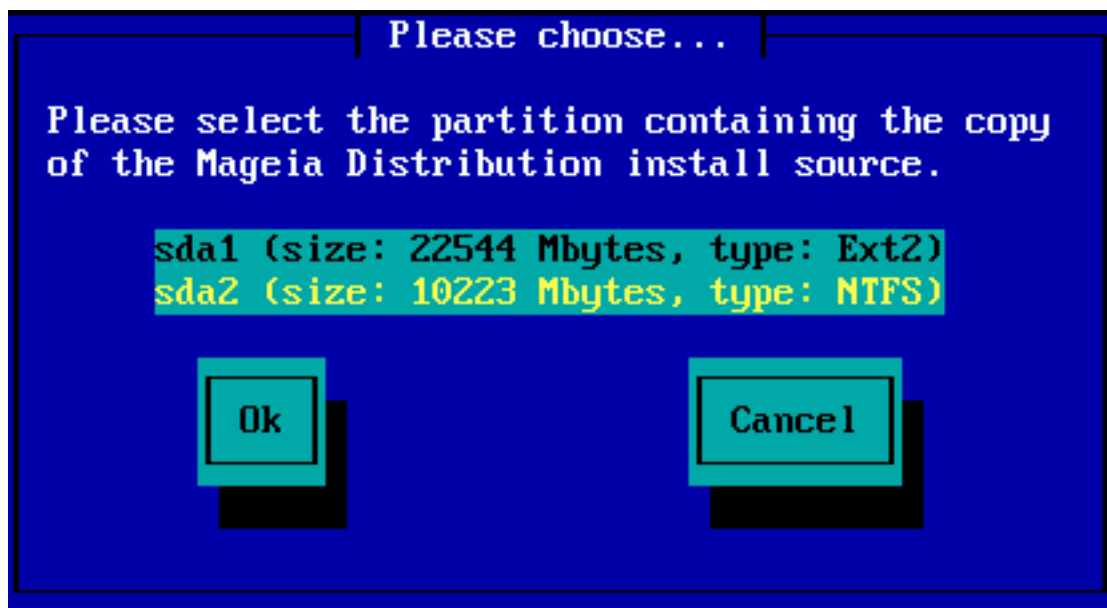 Please choose...
Please select the partition containing the copy
of the Mageia Distribution install source.
sda1 (size: 22544 Mbytes, type: Ext2)
sda2 (size: 10223 Mbytes, type: NTFS)
Ok
Cancel